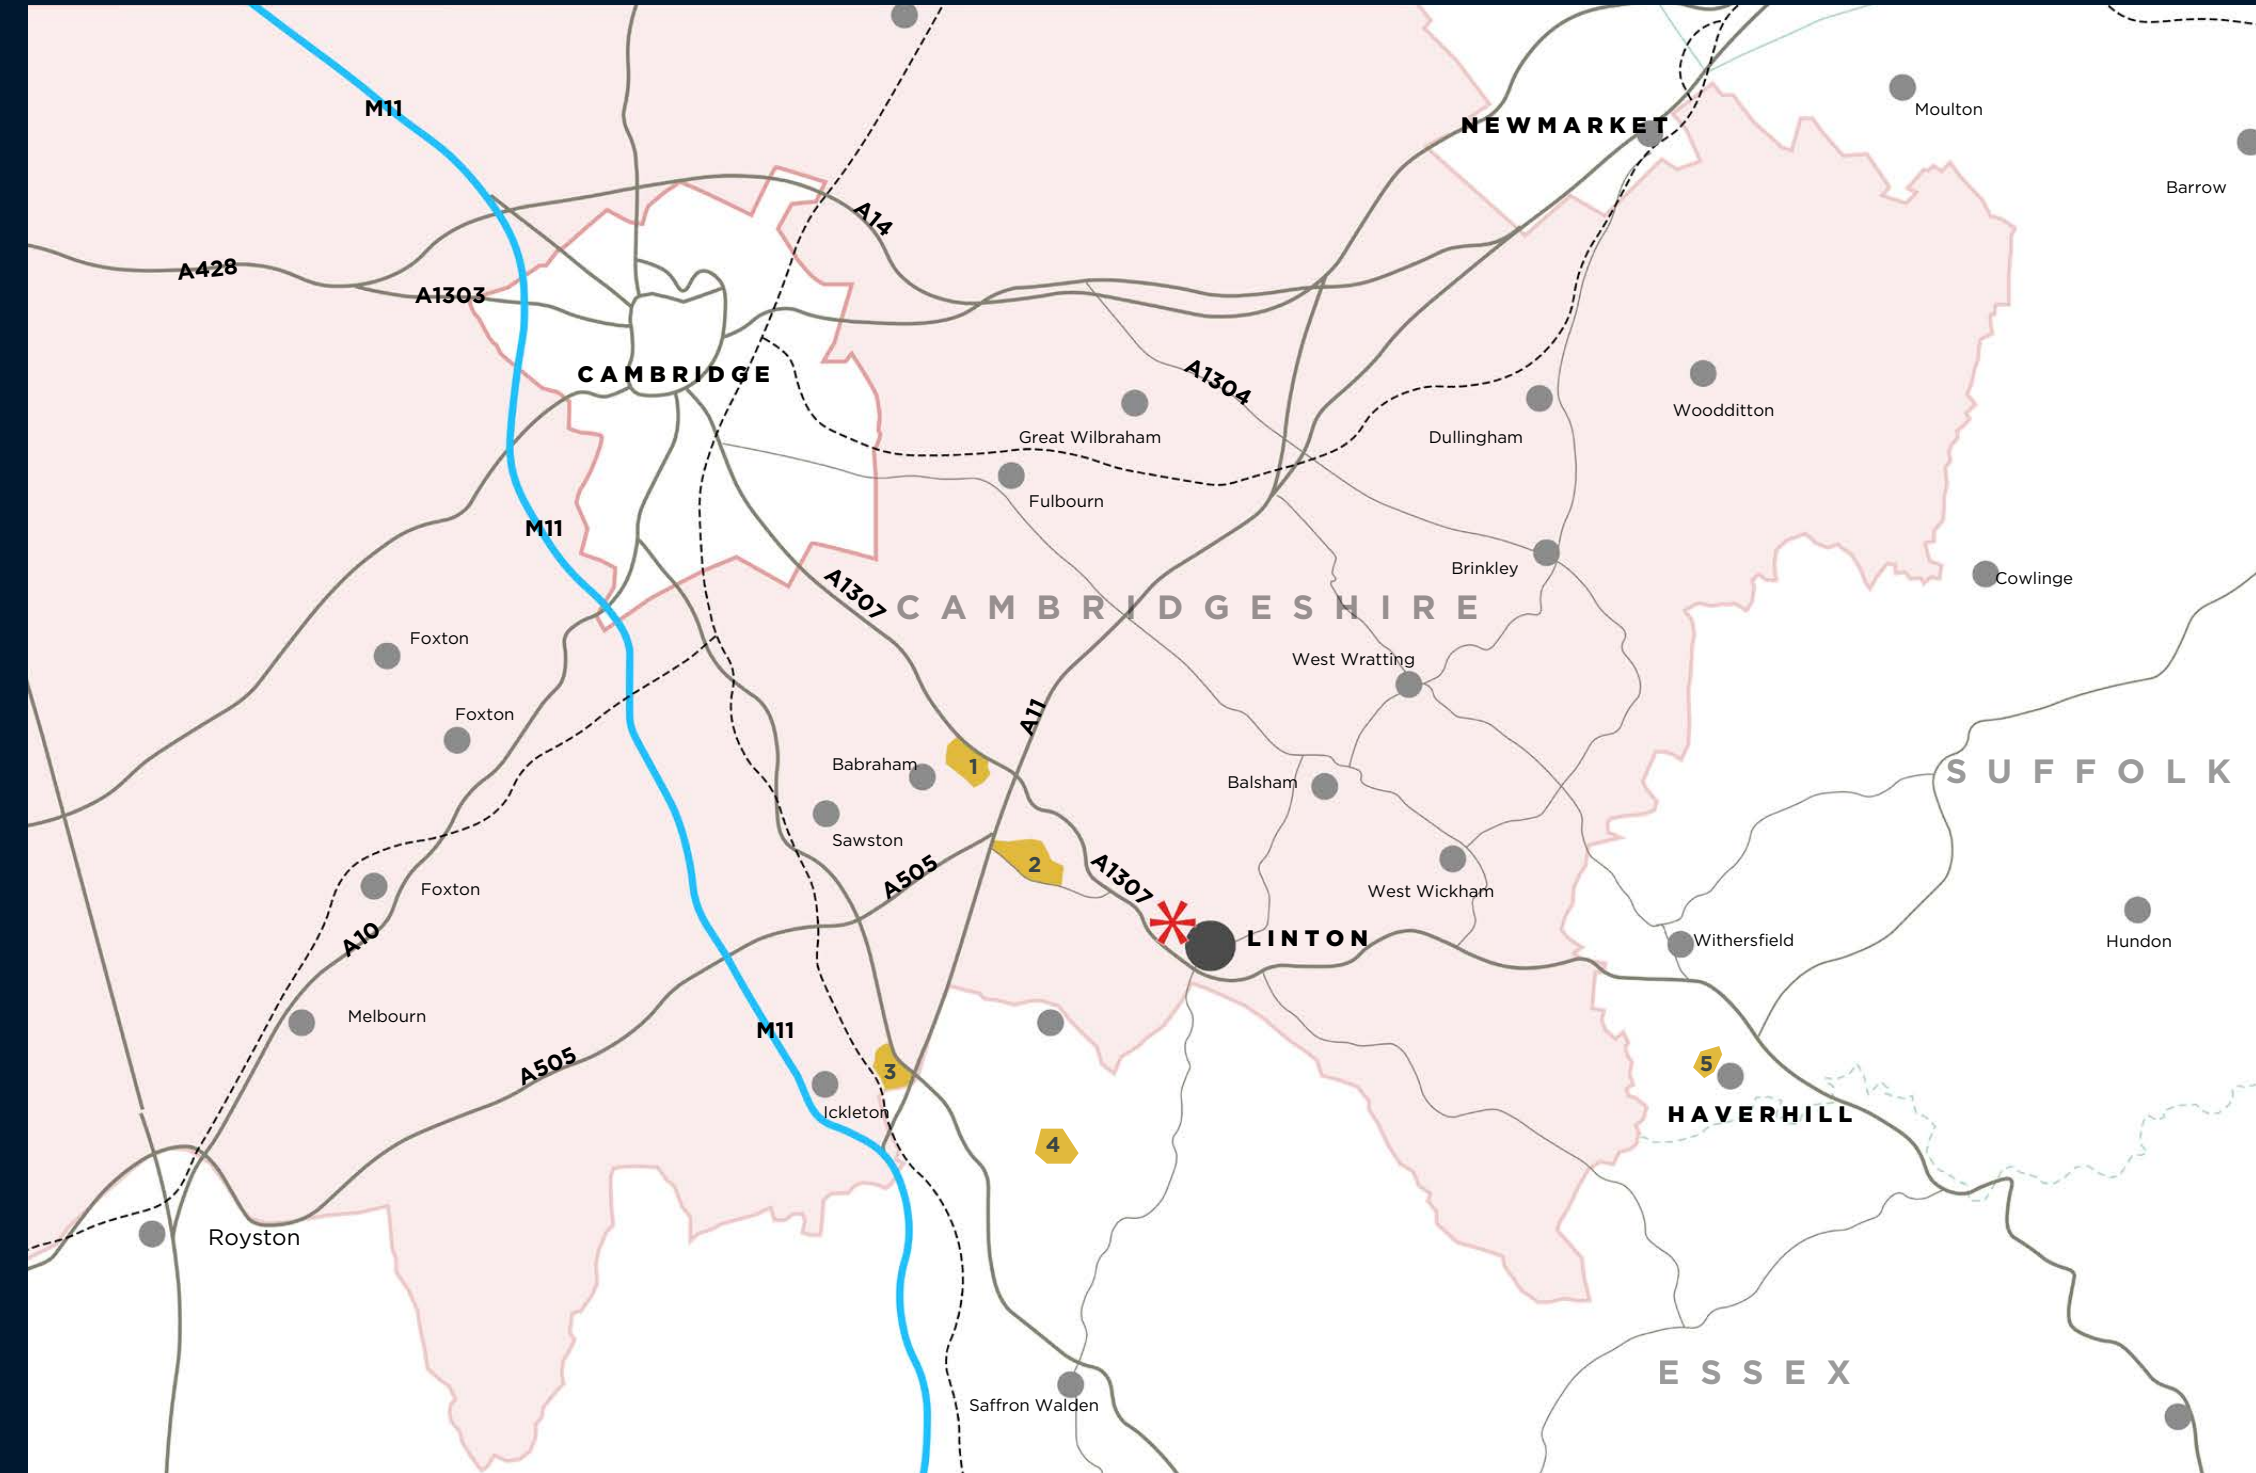 M11
NEWMARKET
Moulton
Barrow
A14
A428
A1303
CAMBRIDGE
A1304
Woodditton
Great Wilbraham
Dullingham
Fulbourn
M11
Brinkley
Cowlinge
A1307
CAMBRIDGESHIRE
Foxton
West Wratting
Foxton
A11
Babraham
1
Balsham
SUFFOLK
Sawston
2
A505
A1307
Foxton
West Wickham
A10
LINTON
Withersfield
Hundon
Melbourn
M11
A505
3
5
Ickleton
HAVERHILL
4
Royston
ESSEX
Saffron Walden